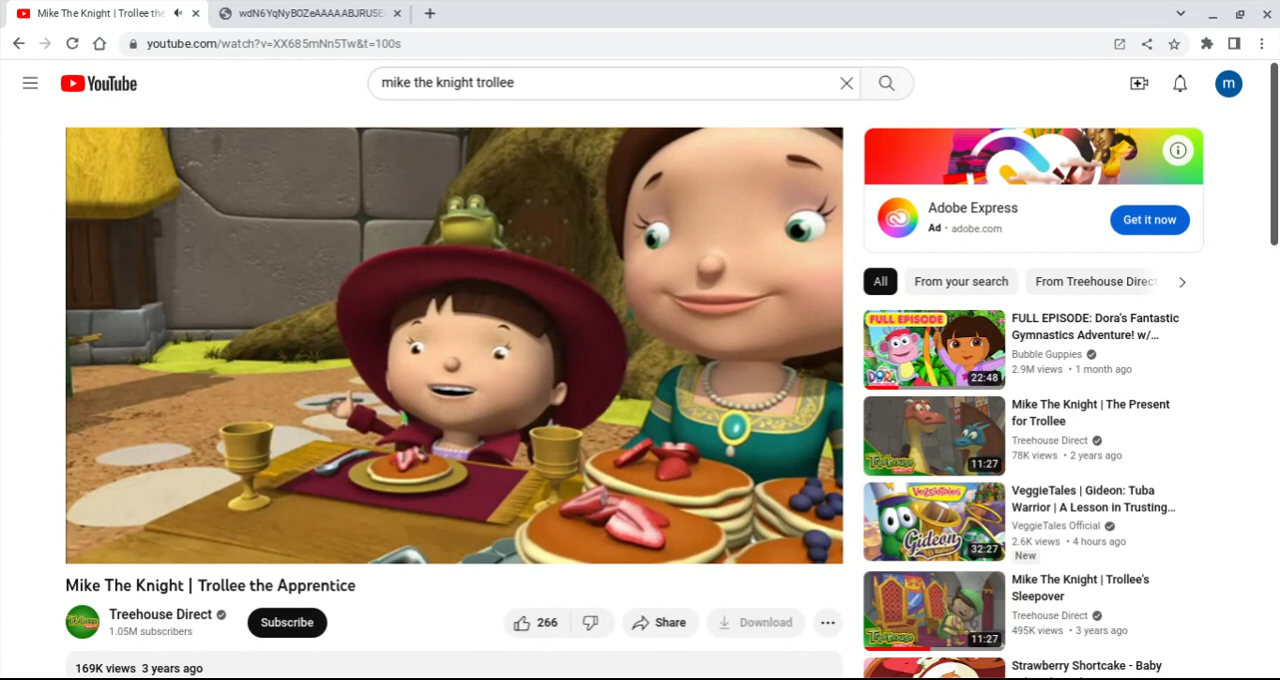 Mike The Knight | Trollee the
wdN6YqNyBOZeAAAAABJRU5E
youtube.com/watch?v=XX685mNn5Tw&t=100s
YouTube
mike the knight trollee
m
Adobe Express
Ad · adobe.com
Get it now
All
From your search
From Treehouse Direct
FULL EPISODE
DORA
22:48
FULL EPISODE: Dora's Fantastic
Gymnastics Adventure! w/...
Bubble Guppies
2.9M views • 1 month ago
Treehouse
11:27
Mike The Knight | The Present
for Trollee
Treehouse Direct
78K views • 2 years ago
VeggieTales
Gideon
32:27
VeggieTales | Gideon: Tuba
Warrior | A Lesson in Trusting...
VeggieTales Official
2.6K views • 4 hours ago
New
Treehouse
11:27
Mike The Knight | Trollee's
Sleepover
Treehouse Direct
495K views • 3 years ago
Strawberry Shortcake - Baby
Mike The Knight | Trollee the Apprentice
Treehouse Direct
1.05M subscribers
Subscribe
266
Share
Download
169K views 3 years ago